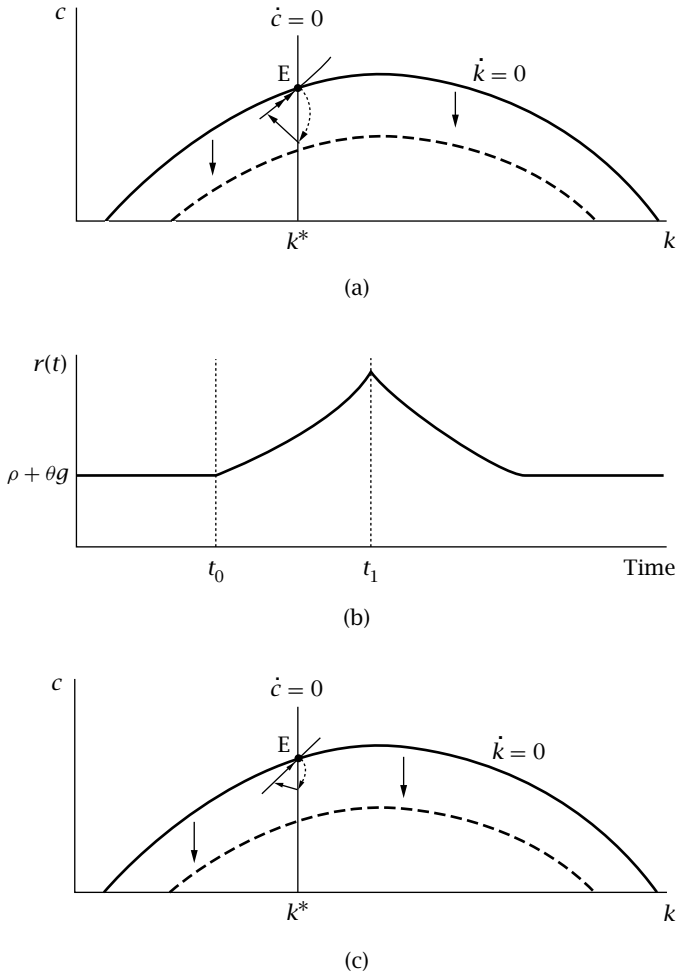 c
ċ = 0
E
k̇ = 0
k*
k
(a)
r(t)
ρ + θg
t₀
t₁
Time
(b)
c
ċ = 0
E
k̇ = 0
k*
k
(c)